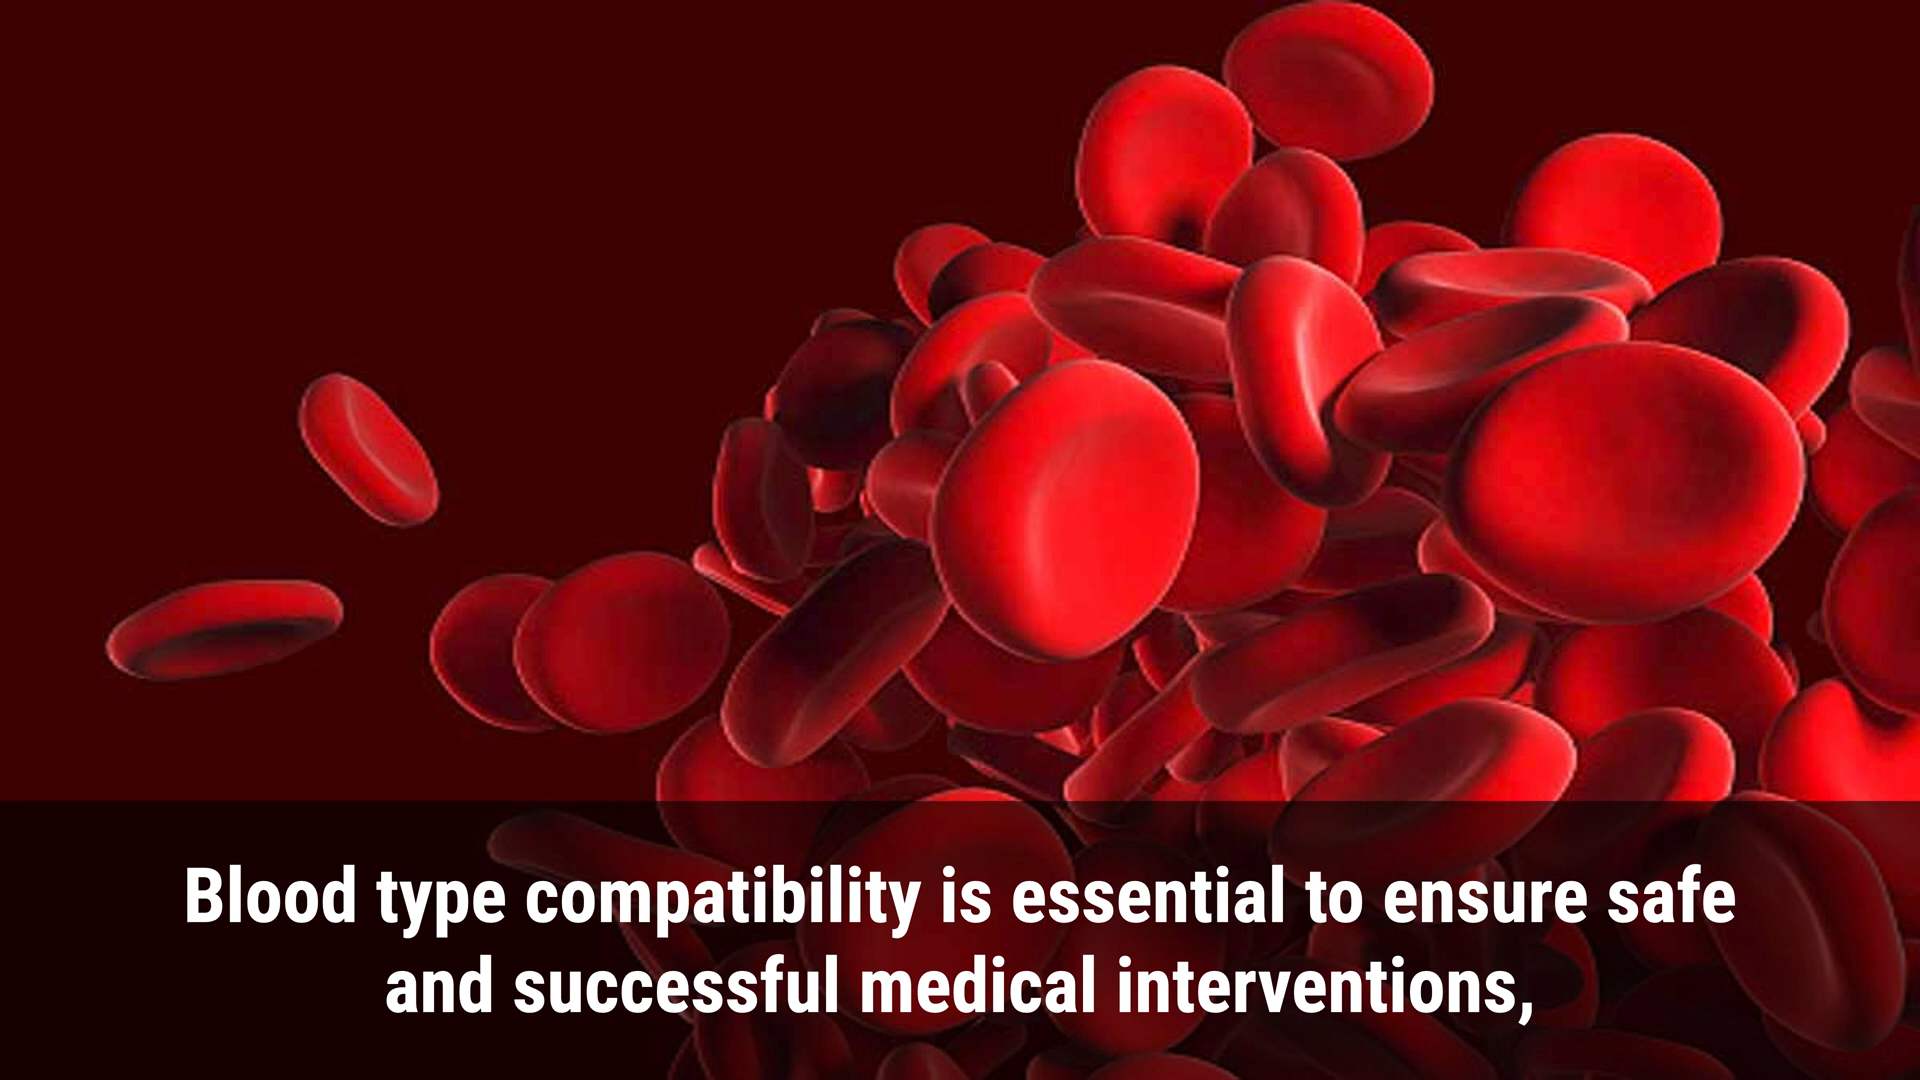 Blood type compatibility is essential to ensure safe
and successful medical interventions,